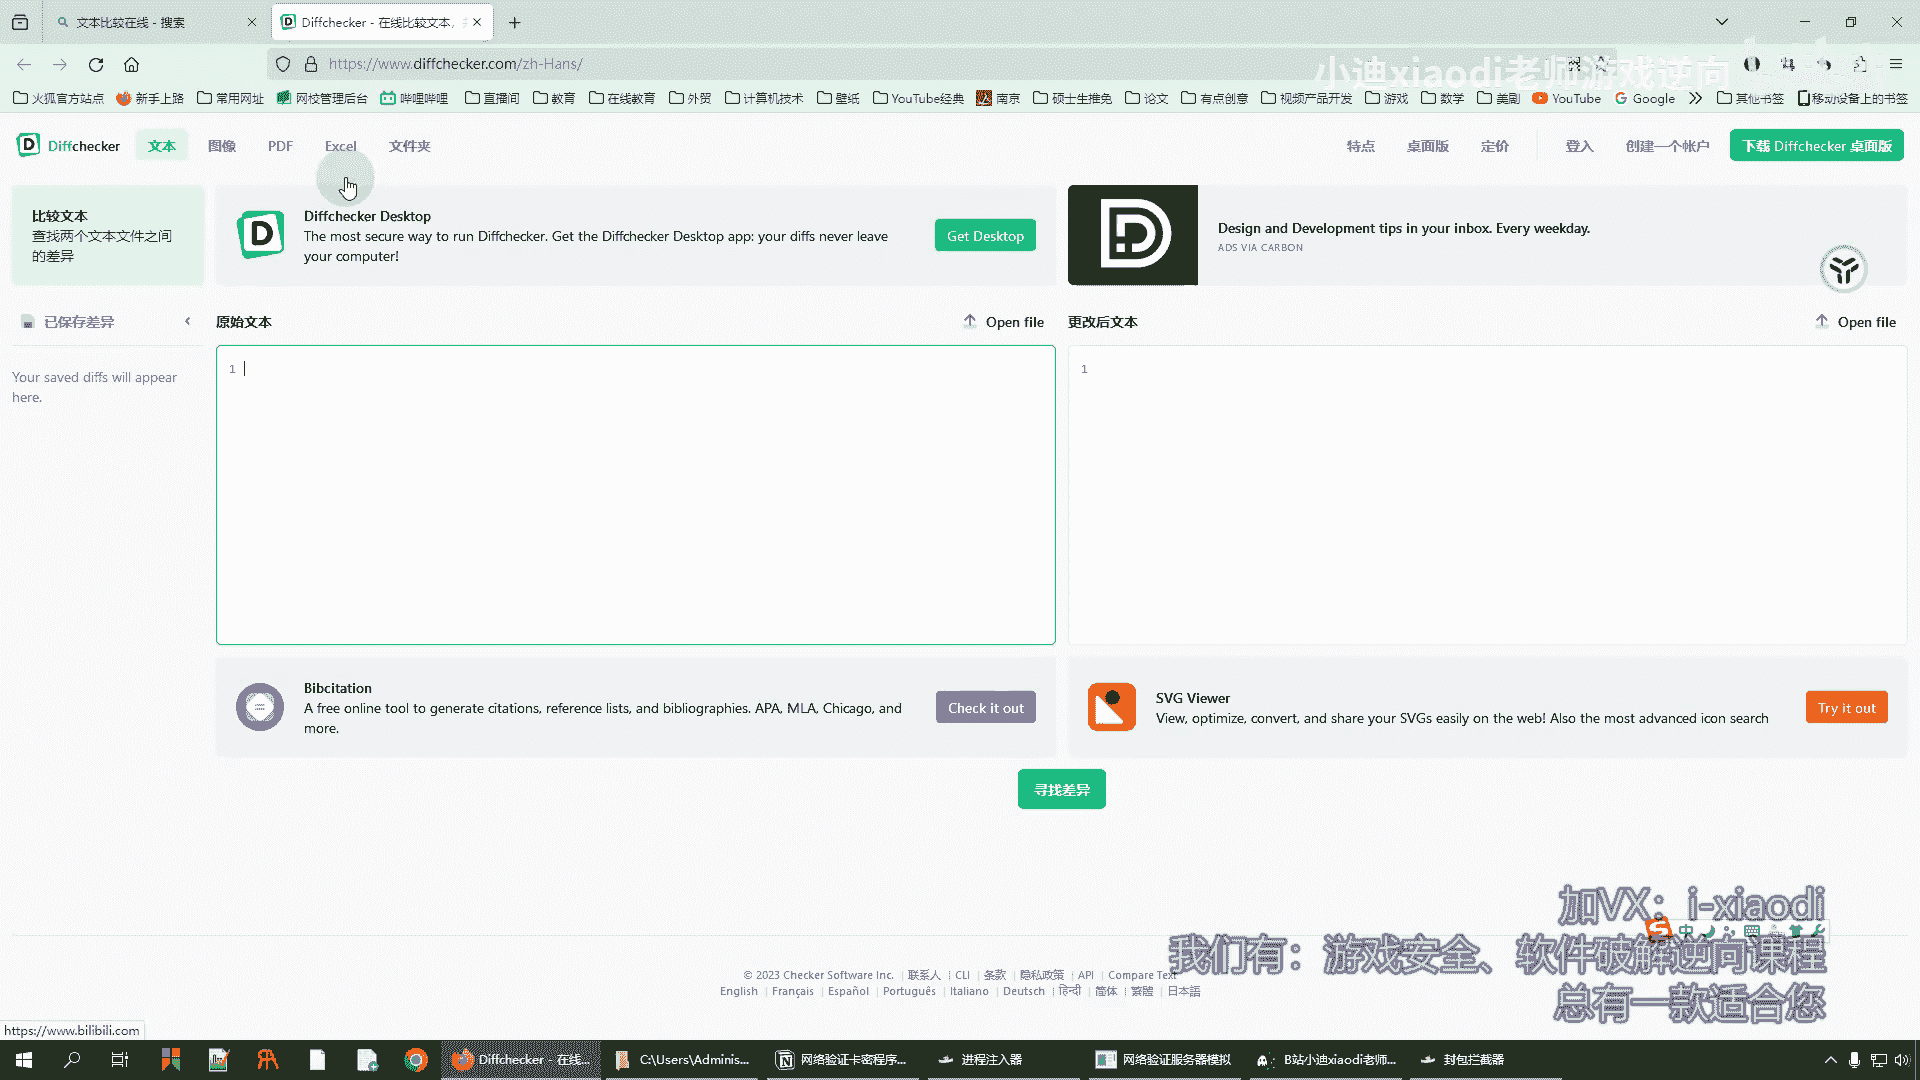 文本比较在线 - 搜索
Diffchecker - 在线比较文本,
https://www.diffchecker.com/zh-Hans/
小迪xiaodi老师游戏逆向
火狐官方站点 新手上路 常用网址 网校管理后台 哔哩哔哩 直播间 教育 在线教育 外贸 计算机技术 壁纸 YouTube经典 南京 硕士生推免 论文 有点创意 视频产品开发 游戏 数学 美剧 YouTube Google 其他书签 移动设备上的书签
Diffchecker 文本 图像 PDF Excel 文件夹 特点 桌面版 定价 登入 创建一个帐户 下载 Diffchecker 桌面版
比较文本
查找两个文本文件之间
的差异
Diffchecker Desktop
The most secure way to run Diffchecker. Get the Diffchecker Desktop app: your diffs never leave
your computer!
Get Desktop
Design and Development tips in your inbox. Every weekday.
ADS VIA CARBON
已保存差异
Your saved diffs will appear
here.
原始文本 Open file
1
更改后文本 Open file
1
Bibcitation
A free online tool to generate citations, reference lists, and bibliographies. APA, MLA, Chicago, and
more.
Check it out
SVG Viewer
View, optimize, convert, and share your SVGs easily on the web! Also the most advanced icon search
Try it out
寻找差异
加VX: i-xiaodi
我们有:游戏安全、软件破解逆向课程
总有一款适合您
中
© 2023 Checker Software Inc. 联系人 CLI 条款 隐私政策 API Compare Text
English Français Español Português Italiano Deutsch हिन्दी 简体 繁體 日本語
https://www.bilibili.com
Diffchecker - 在线... C:\Users\Adminis... 网络验证卡密程序... 进程注入器 网络验证服务器模拟 B站小迪xiaodi老师... 封包拦截器